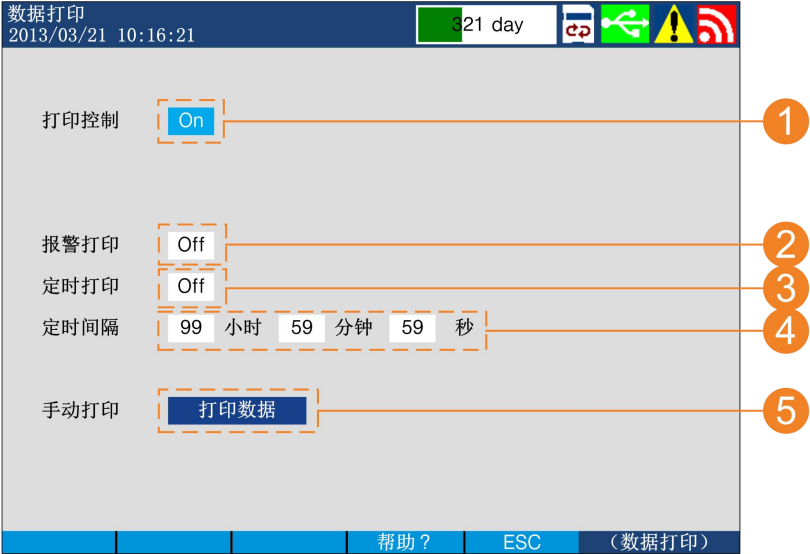 数据打印
2013/03/21 10:16:21 321 day
打印控制 On 1
报警打印 Off 2
定时打印 Off 3
定时间隔 99 小时 59 分钟 59 秒 4
手动打印 打印数据 5
帮助？ ESC （数据打印）